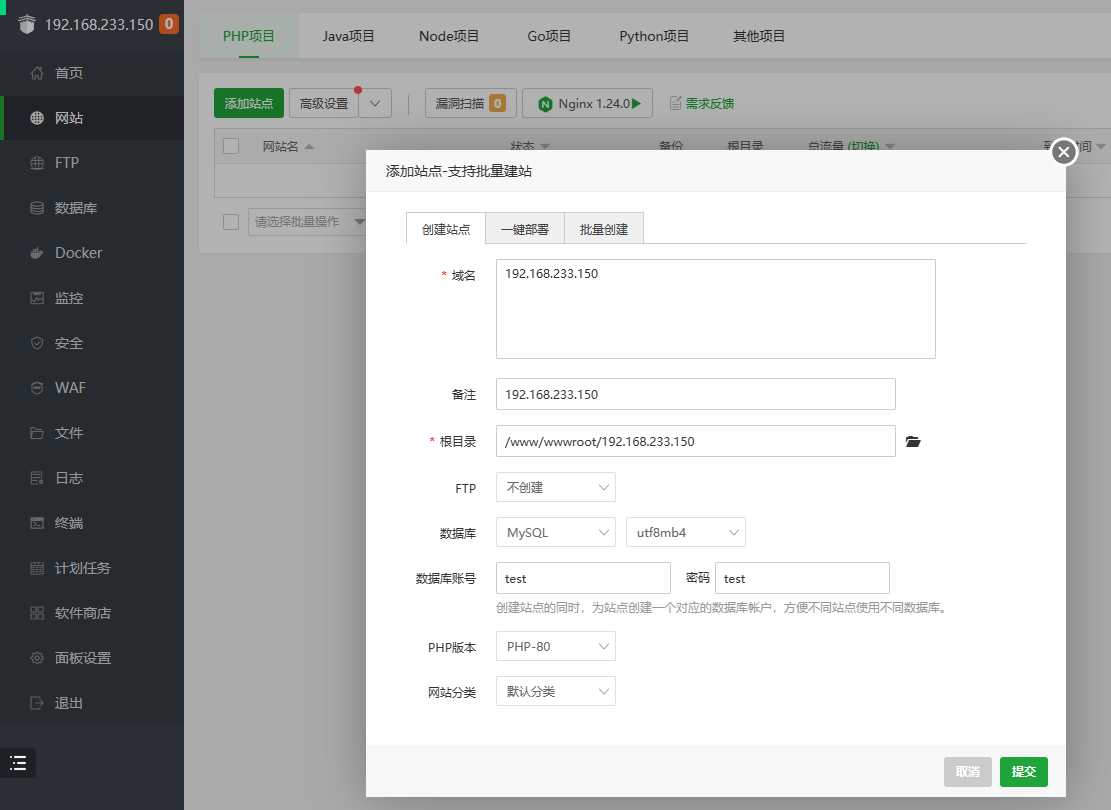 192.168.233.150 0
首页
网站
FTP
数据库
Docker
监控
安全
WAF
文件
日志
终端
计划任务
软件商店
面板设置
退出
PHP项目 Java项目 Node项目 Go项目 Python项目 其他项目
添加站点 高级设置 漏洞扫描 0 Nginx 1.24.0 需求反馈
网站名 状态 备份 根目录 总流量 (切换)
请选择批量操作
添加站点-支持批量建站
创建站点 一键部署 批量创建
* 域名 192.168.233.150
备注 192.168.233.150
* 根目录 /www/wwwroot/192.168.233.150
FTP 不创建
数据库 MySQL utf8mb4
数据库账号 test 密码 test
创建站点的同时，为站点创建一个对应的数据库帐户，方便不同站点使用不同数据库。
PHP版本 PHP-80
网站分类 默认分类
取消 提交